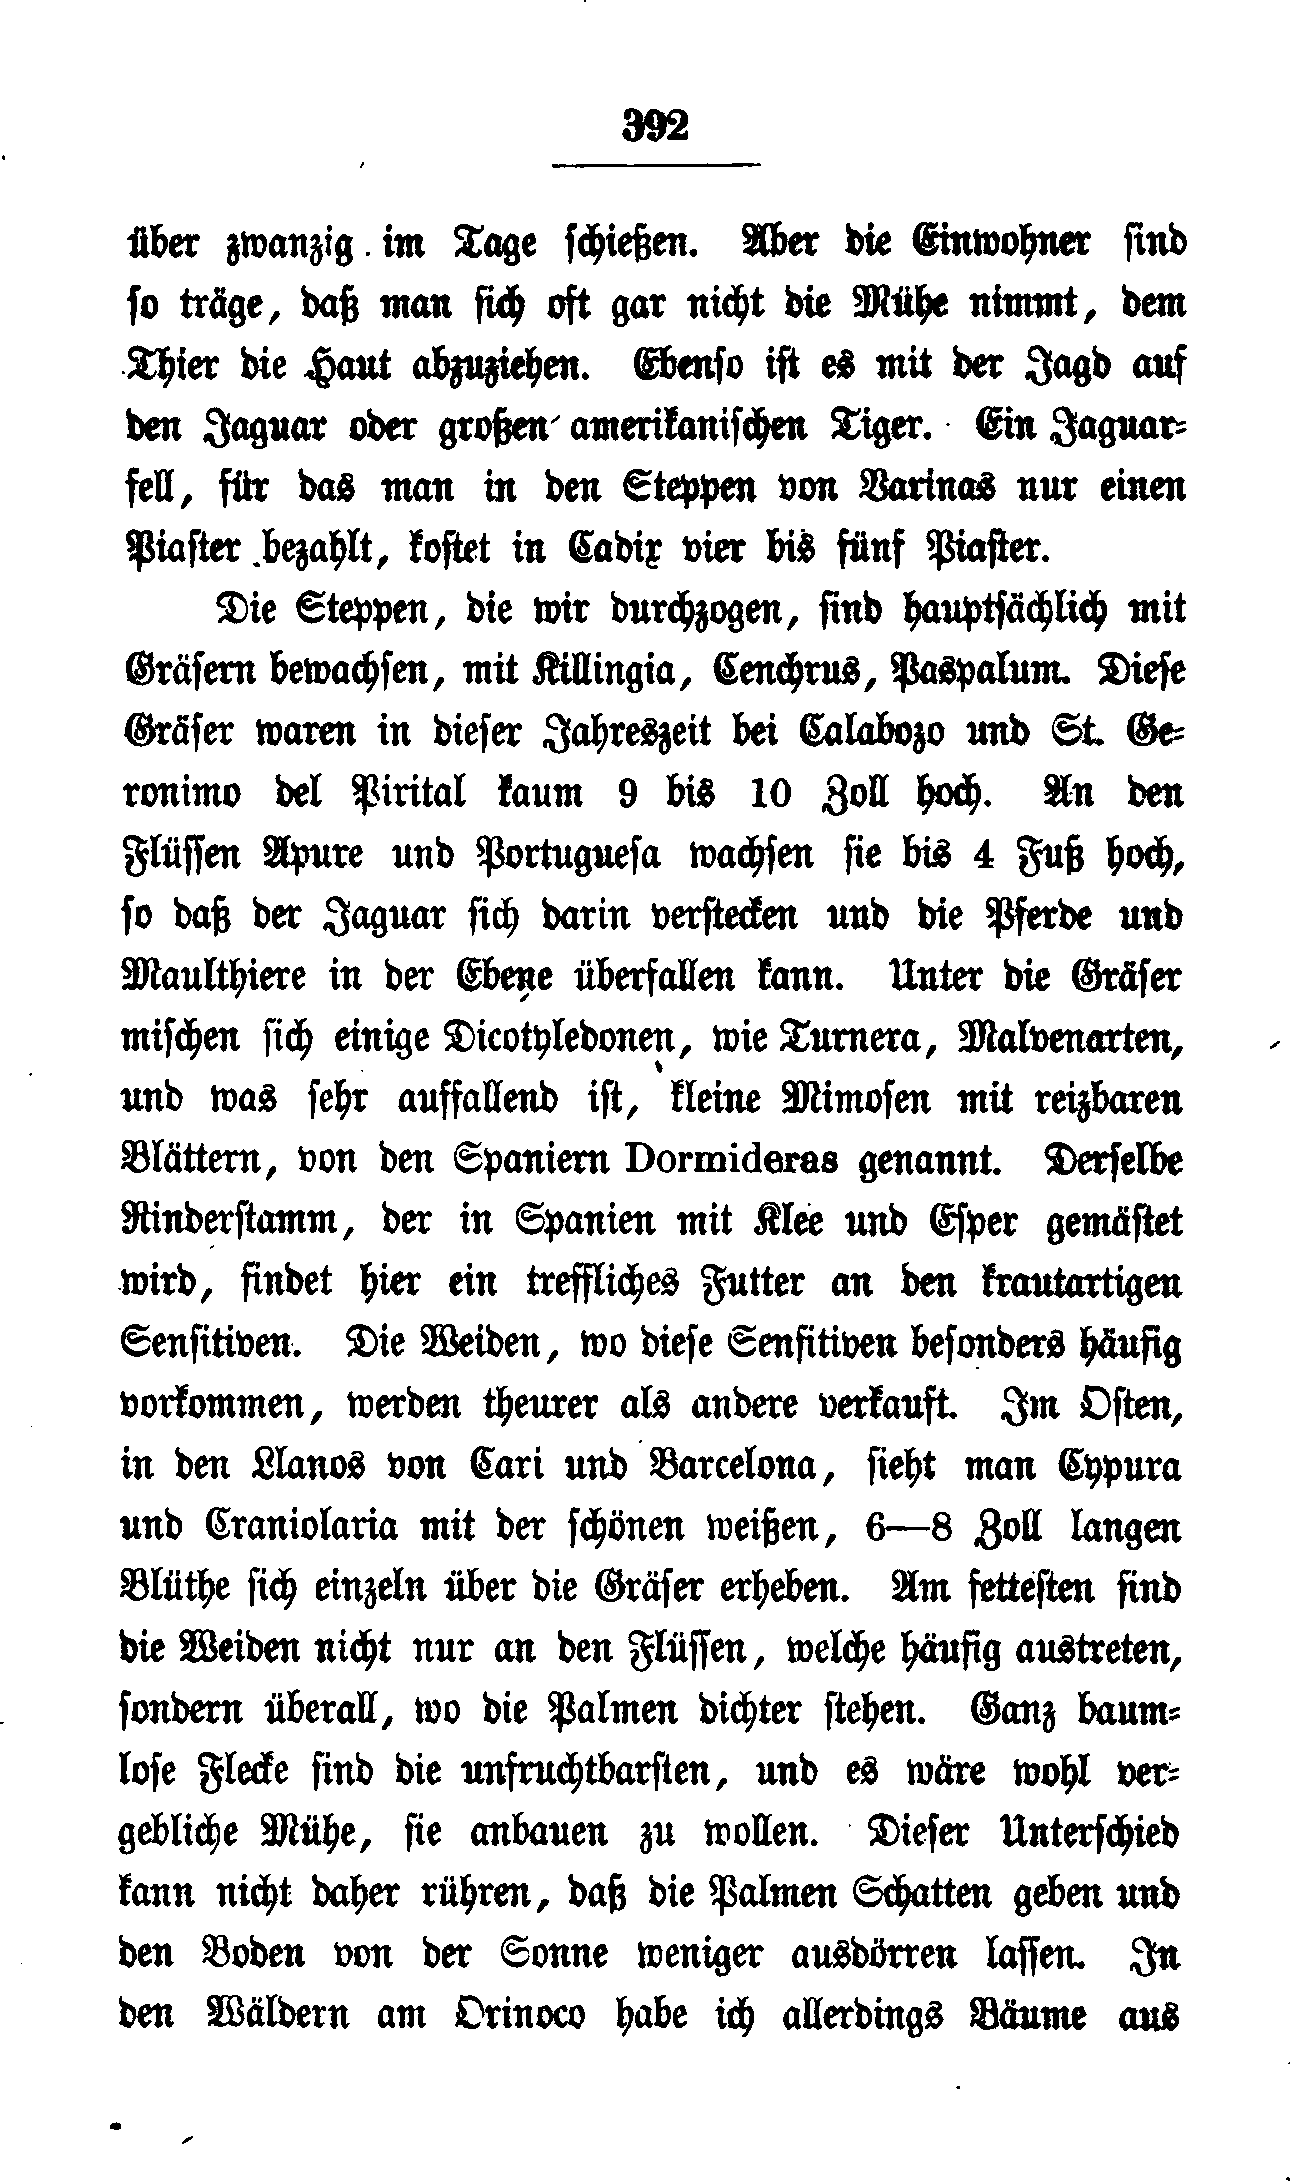 392
über zwanzig im Tage schießen. Aber die Einwohner sind
so träge, daß man sich oft gar nicht die Mühe nimmt, dem
Thier die Haut abzuziehen. Ebenso ist es mit der Jagd auf
den Jaguar oder großen amerikanischen Tiger. Ein Jaguar-
fell, für das man in den Steppen von Varinas nur einen
Piaster bezahlt, kostet in Cadix vier bis fünf Piaster.
Die Steppen, die wir durchzogen, sind hauptsächlich mit
Gräsern bewachsen, mit Killingia, Cenchrus, Paspalum. Diese
Gräser waren in dieser Jahreszeit bei Calabozo und St. Ge-
ronimo del Pirital kaum 9 bis 10 Zoll hoch. An den
Flüssen Apure und Portuguesa wachsen sie bis 4 Fuß hoch,
so daß der Jaguar sich darin verstecken und die Pferde und
Maulthiere in der Ebene überfallen kann. Unter die Gräser
mischen sich einige Dicotyledonen, wie Turnera, Malvenarten,
und was sehr auffallend ist, kleine Mimosen mit reizbaren
Blättern, von den Spaniern Dormideras genannt. Derselbe
Rinderstamm, der in Spanien mit Klee und Esper gemästet
wird, findet hier ein treffliches Futter an den krautartigen
Sensitiven. Die Weiden, wo diese Sensitiven besonders häufig
vorkommen, werden theurer als andere verkauft. Im Osten,
in den Llanos von Cari und Barcelona, sieht man Cypura
und Craniolaria mit der schönen weißen, 6—8 Zoll langen
Blüthe sich einzeln über die Gräser erheben. Am fettesten sind
die Weiden nicht nur an den Flüssen, welche häufig austreten,
sondern überall, wo die Palmen dichter stehen. Ganz baum-
lose Flecke sind die unfruchtbarsten, und es wäre wohl ver-
gebliche Mühe, sie anbauen zu wollen. Dieser Unterschied
kann nicht daher rühren, daß die Palmen Schatten geben und
den Boden von der Sonne weniger ausdörren lassen. In
den Wäldern am Orinoco habe ich allerdings Bäume aus